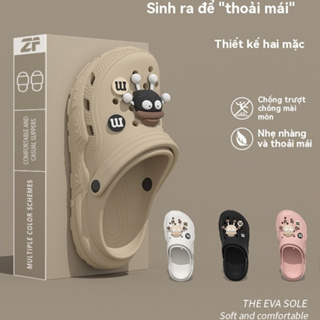 Sinh ra để "thoải mái"
Thiết kế hai mặc
ZF
Chống trượt
chống mài
mòn
Nhẹ nhàng
và thoải mái
COMFORTABLE AND
CASUAL SLIPPERS
MULTIPLE COLOR SCHEMES
THE EVA SOLE
Soft and comfortable